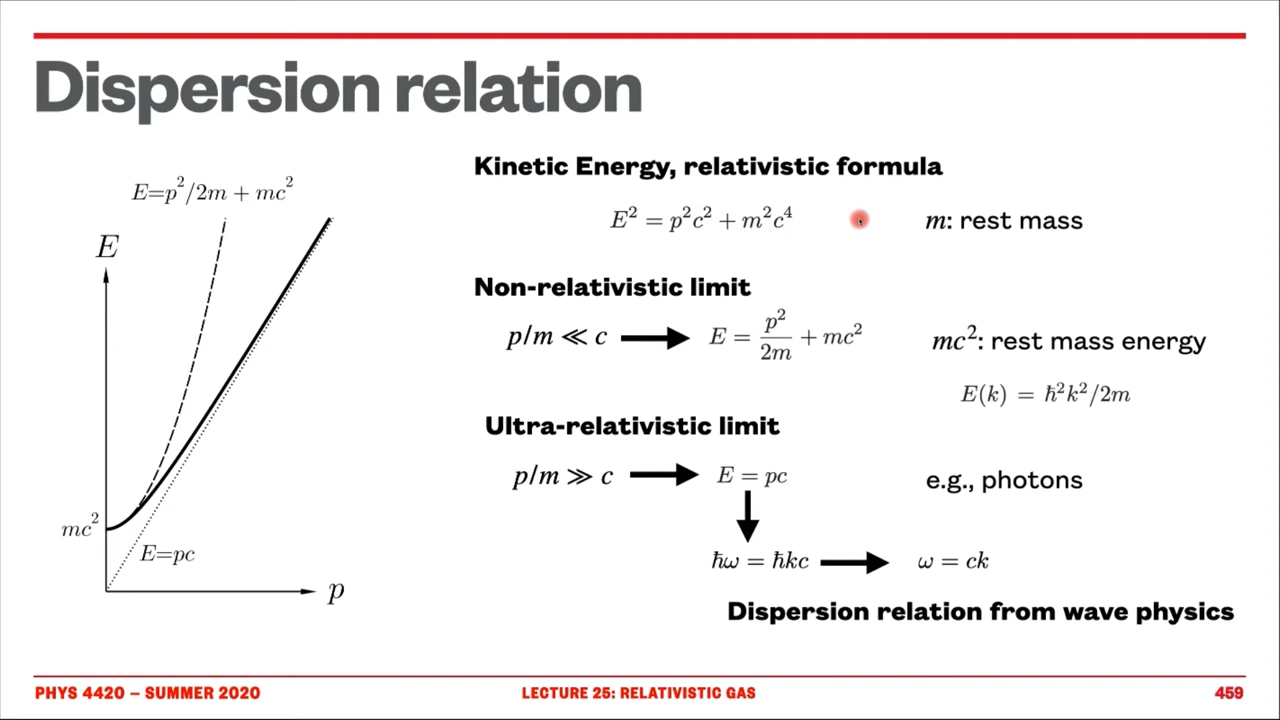 Dispersion relation
Kinetic Energy, relativistic formula
E² = p²c² + m²c⁴
m: rest mass
Non-relativistic limit
p/m ≪ c
E = p²/2m + mc²
mc²: rest mass energy
E(k) = ħ²k²/2m
Ultra-relativistic limit
p/m ≫ c
E = pc
e.g., photons
ħω = ħkc
ω = ck
Dispersion relation from wave physics
E=p²/2m + mc²
E
mc²
E=pc
p
PHYS 4420 – SUMMER 2020
LECTURE 25: RELATIVISTIC GAS
459